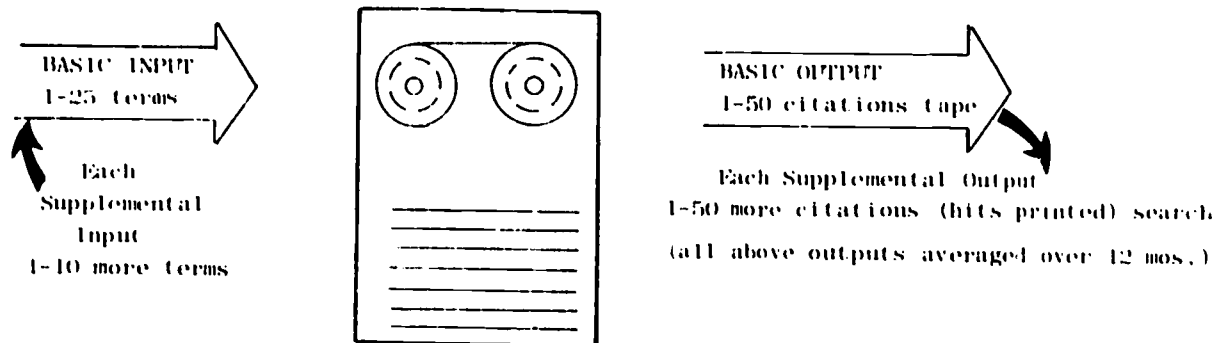 BASIC INPUT
1-25 terms
Each
Supplemental
Input
1-10 more terms
BASIC OUTPUT
1-50 citations tape
Each Supplemental Output
1-50 more citations (hits printed) search
(all above outputs averaged over 12 mos.)